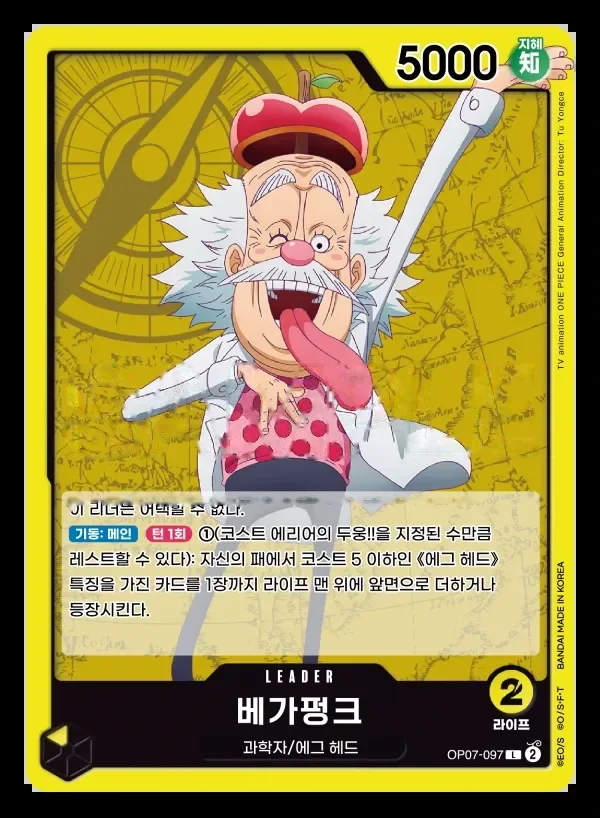 5000
지혜
知
이 리더는 어택할 수 없다.
기동: 메인 턴 1회 ①(코스트 에리어의 두웅!!을 지정된 수만큼
레스트할 수 있다): 자신의 패에서 코스트 5 이하인 《에그 헤드》
특징을 가진 카드를 1장까지 라이프 맨 위에 앞면으로 더하거나
등장시킨다.
LEADER
베가펑크
과학자/에그 헤드
2
라이프
OP07-097 L 2
TV animation ONE PIECE General Animation Director: Tu Yongce
©EO/S ©O/S·F·T BANDAI MADE IN KOREA